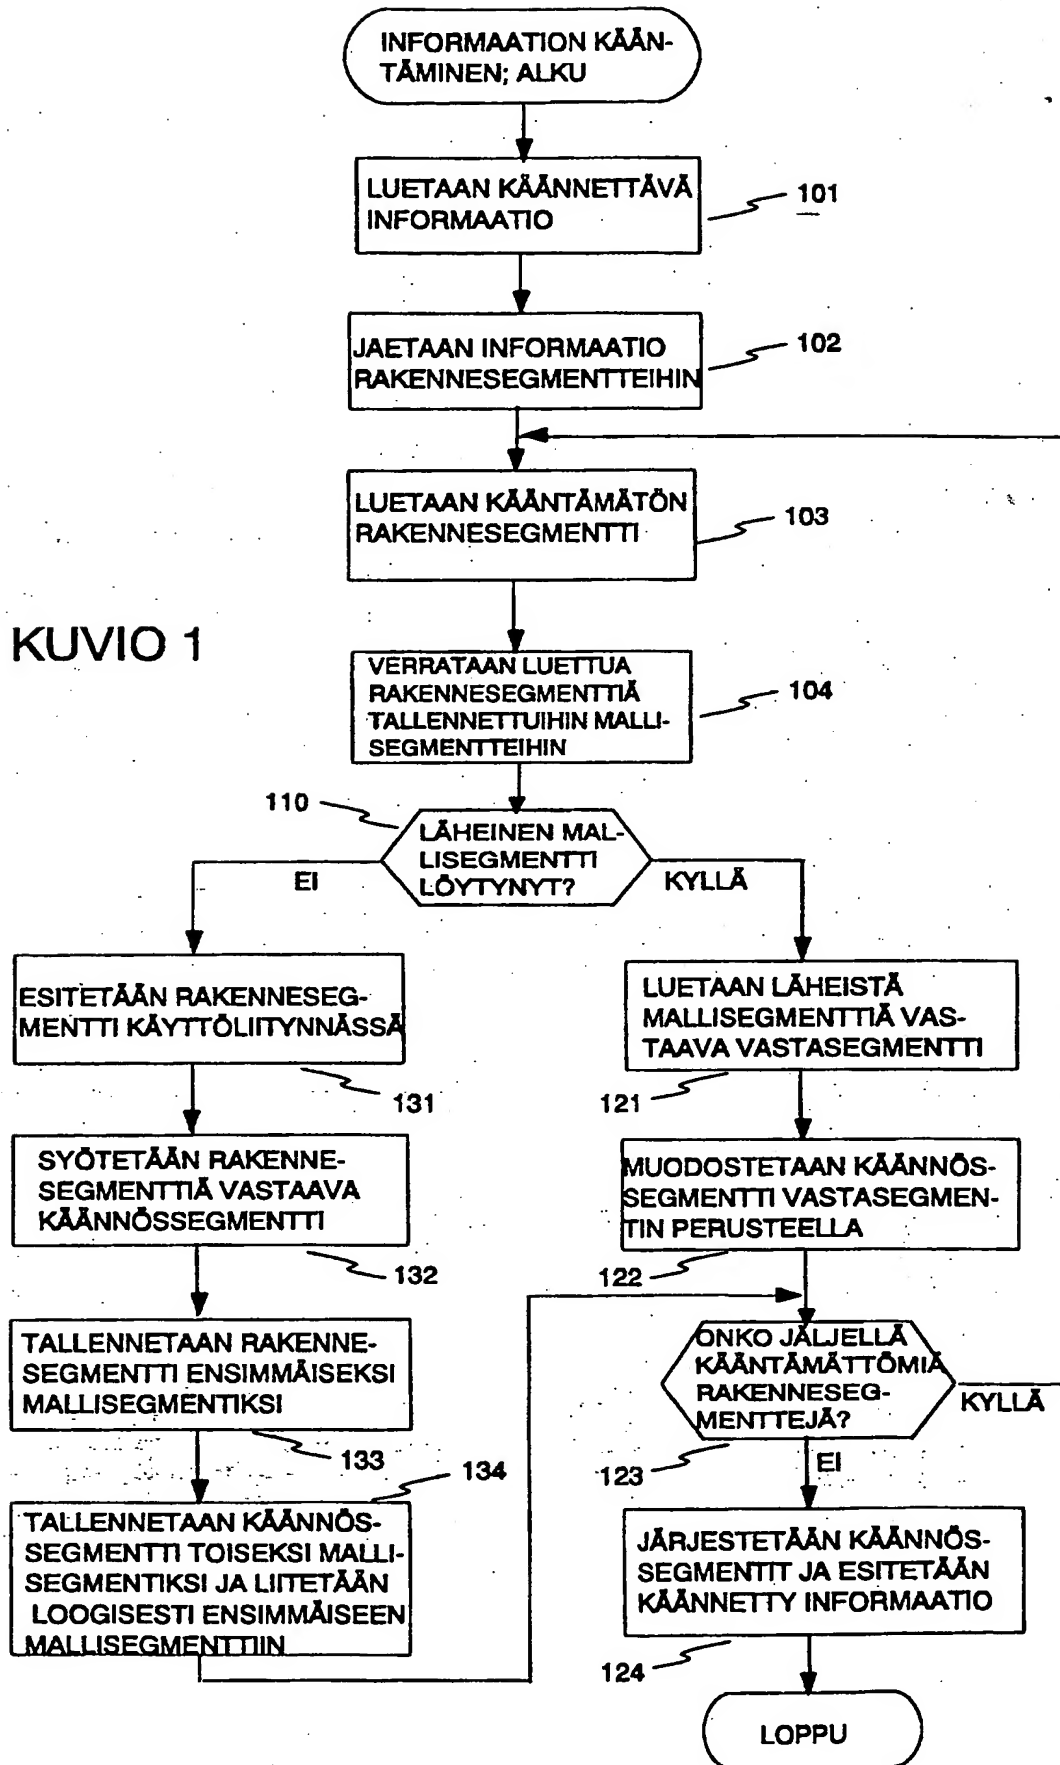 INFORMAATION KÄÄN-
TÄMINEN; ALKU
LUETAAN KÄÄNNETTÄVÄ
INFORMAATIO
101
JAETAAN INFORMAATIO
RAKENNESEGMENTTEIHIN
102
LUETAAN KÄÄNTÄMÄTÖN
RAKENNESEGMENTTI
103
KUVIO 1
VERRATAAN LUETTUA
RAKENNESEGMENTTIÄ
TALLENNETTUIHIN MALLI-
SEGMENTTEIHIN
104
110
LÄHEINEN MAL-
LISEGMENTTI
LÖYTYNYT?
EI
KYLLÄ
ESITETÄÄN RAKENNESEG-
MENTTI KÄYTTÖLIITYNNÄSSÄ
131
SYÖTETÄÄN RAKENNE-
SEGMENTTIÄ VASTAAVA
KÄÄNNÖSSEGMENTTI
132
TALLENNETAAN RAKENNE-
SEGMENTTI ENSIMMÄISEKSI
MALLISEGMENTIKSI
133
134
TALLENNETAAN KÄÄNNÖS-
SEGMENTTI TOISEKSI MALLI-
SEGMENTIKSI JA LIITETÄÄN
LOOGISESTI ENSIMMÄISEEN
MALLISEGMENTTIIN
LUETAAN LÄHEISTÄ
MALLISEGMENTTIÄ VAS-
TAAVA VASTASEGMENTTI
121
MUODOSTETAAN KÄÄNNÖS-
SEGMENTTI VASTASEGMEN-
TIN PERUSTEELLA
122
ONKO JÄLJELLÄ
KÄÄNTÄMÄTTÖMIÄ
RAKENNESEG-
MENTTEJÄ?
KYLLÄ
123
EI
JÄRJESTETÄÄN KÄÄNNÖS-
SEGMENTIT JA ESITETÄÄN
KÄÄNNETTY INFORMAATIO
124
LOPPU